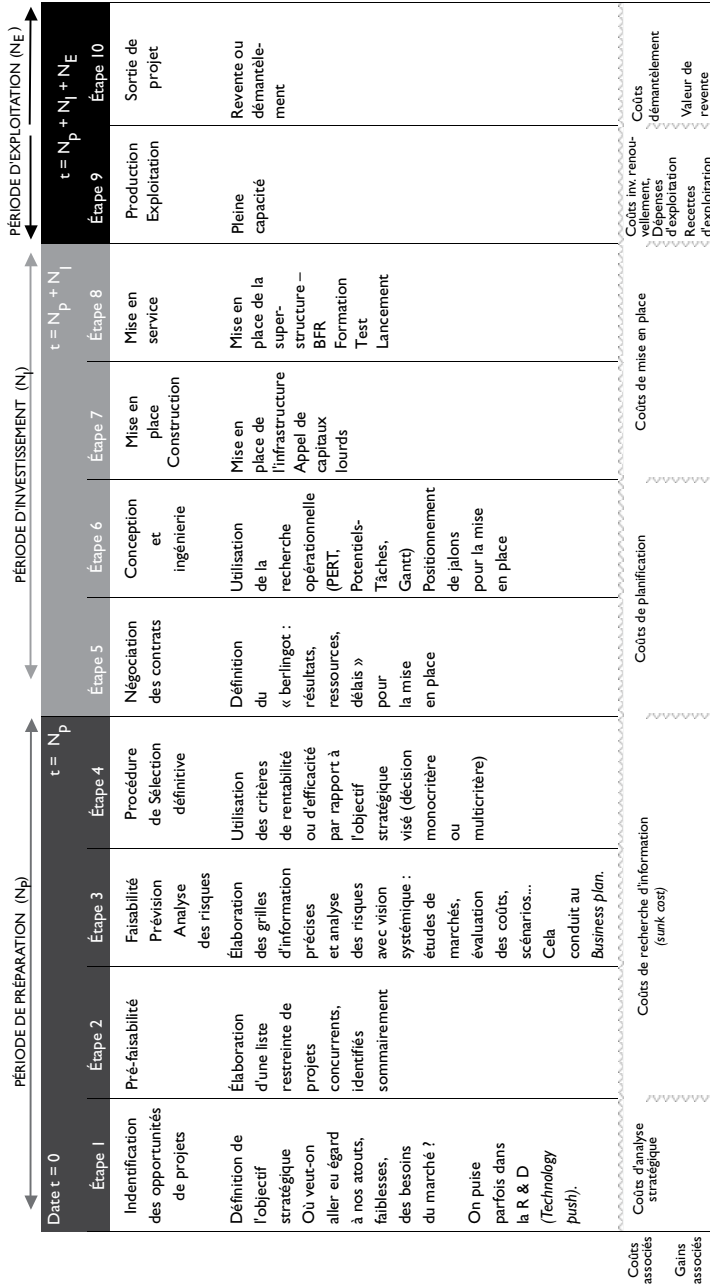 PÉRIODE DE PRÉPARATION (Np)
PÉRIODE D'INVESTISSEMENT (NI)
PÉRIODE D'EXPLOITATION (NE)
Date t = 0
t = Np
t = Np + NI
t = Np + NI + NE
Étape 1
Étape 2
Étape 3
Étape 4
Étape 5
Étape 6
Étape 7
Étape 8
Étape 9
Étape 10
Indentification
des opportunités
de projets
Pré-faisabilité
Faisabilité
Prévision
Analyse
des risques
Procédure
de Sélection
définitive
Négociation
des contrats
Conception
et
ingénierie
Mise en
place
Construction
Mise en
service
Production
Exploitation
Sortie de
projet
Définition de
l'objectif
stratégique
Où veut-on
aller eu égard
à nos atouts,
faiblesses,
des besoins
du marché ?
On puise
parfois dans
la R & D
(Technology
push).
Élaboration
d'une liste
restreinte de
projets
concurrents,
identifiés
sommairement
Élaboration
des grilles
d'information
précises
et analyse
des risques
avec vision
systémique :
études de
marchés,
évaluation
des coûts,
scénarios...
Cela
conduit au
Business plan.
Utilisation
des critères
de rentabilité
ou d'efficacité
par rapport à
l'objectif
stratégique
visé (décision
monocritère
ou
multicritère)
Définition
du
« berlingot :
résultats,
ressources,
délais »
pour
la mise
en place
Utilisation
de la
recherche
opérationnelle
(PERT,
Potentiels-
Tâches,
Gantt)
Positionnement
de jalons
pour la mise
en place
Mise en
place de
l'infrastructure
Appel de
capitaux
lourds
Mise en
place de la
super-
structure –
BFR
Formation
Test
Lancement
Pleine
capacité
Revente ou
démantèle-
ment
Coûts
associés
Coûts d'analyse
stratégique
Coûts de recherche d'information
(sunk cost)
Coûts de planification
Coûts de mise en place
Coûts inv. renou-
vellement,
Dépenses
d'exploitation
Coûts
démantèlement
Gains
associés
Recettes
d'exploitation
Valeur de
revente